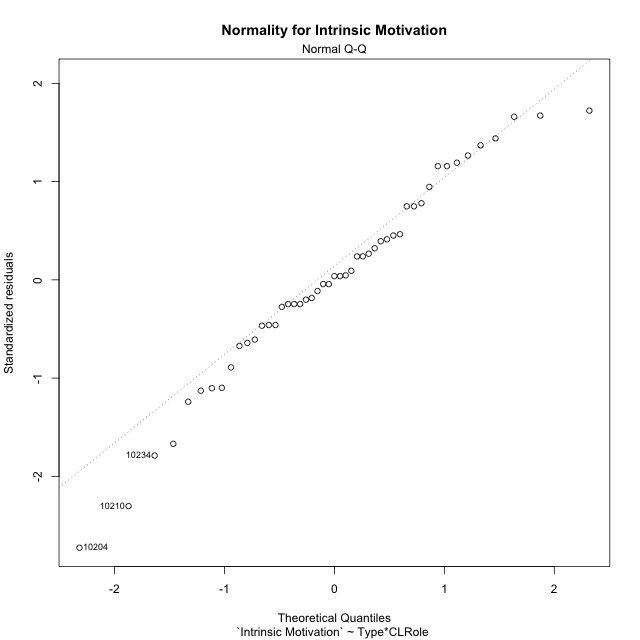 Normality for Intrinsic Motivation
Normal Q-Q
2
1
0
-1
-2
Standardized residuals
10234
10210
10204
-2 -1 0 1 2
Theoretical Quantiles
`Intrinsic Motivation` ~ Type*CLRole